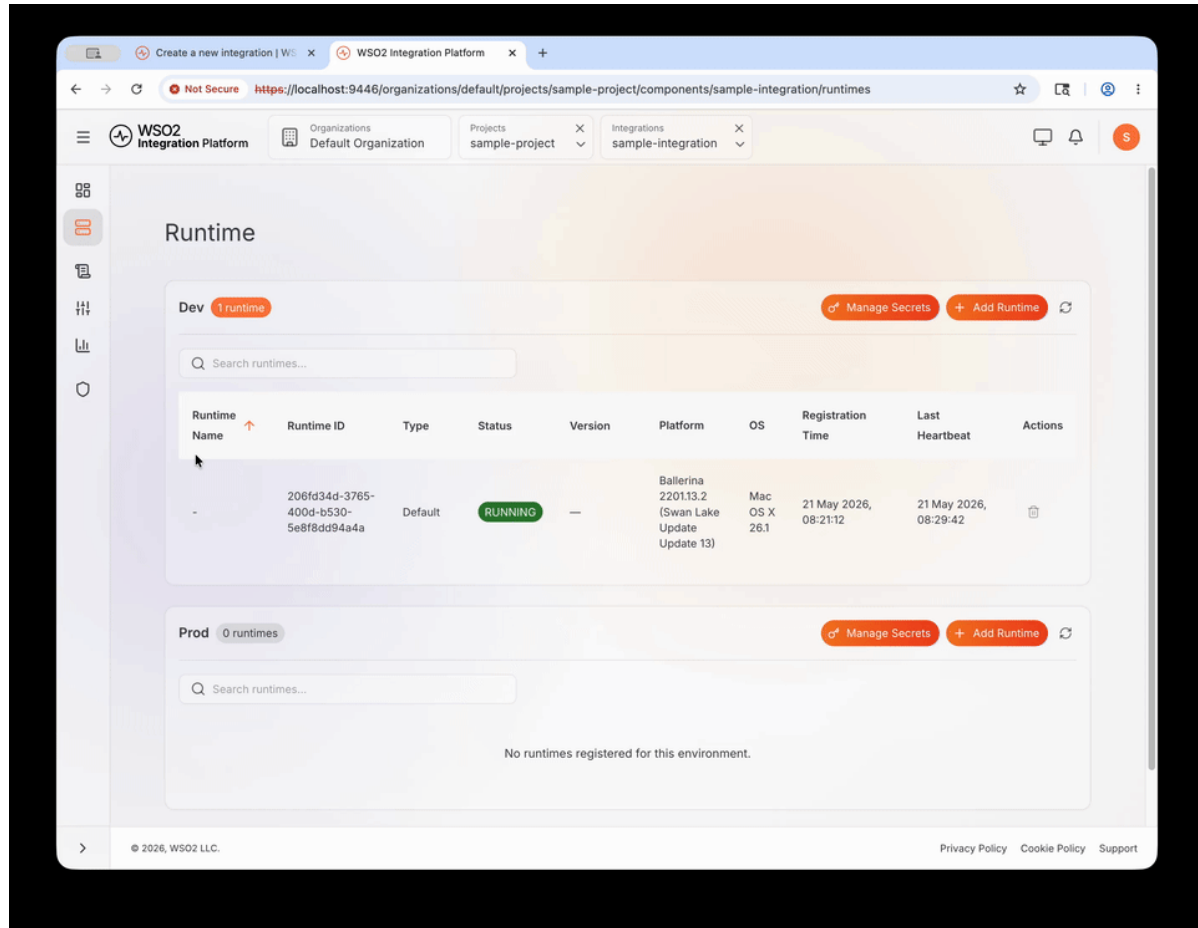 Create a new integration | WS
WSO2 Integration Platform
Not Secure https://localhost:9446/organizations/default/projects/sample-project/components/sample-integration/runtimes
WSO2
Integration Platform
Organizations
Default Organization
Projects
sample-project
Integrations
sample-integration
S
Runtime
Dev 1 runtime
Manage Secrets
+ Add Runtime
Search runtimes...
Runtime Name
Runtime ID
Type
Status
Version
Platform
OS
Registration Time
Last Heartbeat
Actions
-
206fd34d-3765-
400d-b530-
5e8f8dd94a4a
Default
RUNNING
—
Ballerina
2201.13.2
(Swan Lake
Update
Update 13)
Mac
OS X
26.1
21 May 2026,
08:21:12
21 May 2026,
08:29:42
Prod 0 runtimes
Manage Secrets
+ Add Runtime
Search runtimes...
No runtimes registered for this environment.
© 2026, WSO2 LLC.
Privacy Policy Cookie Policy Support